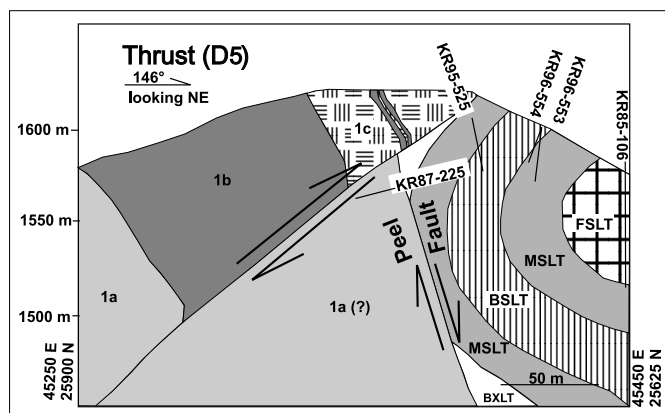 Thrust (D5)
146°
looking NE
KR95-525
KR96-554
KR96-553
KR85-106
1600 m
1c
1b
KR87-225
1550 m
FSLT
Peel
Fault
MSLT
1a
BSLT
1a (?)
1500 m
MSLT
50 m
BXLT
45250 E
25900 N
45450 E
25625 N